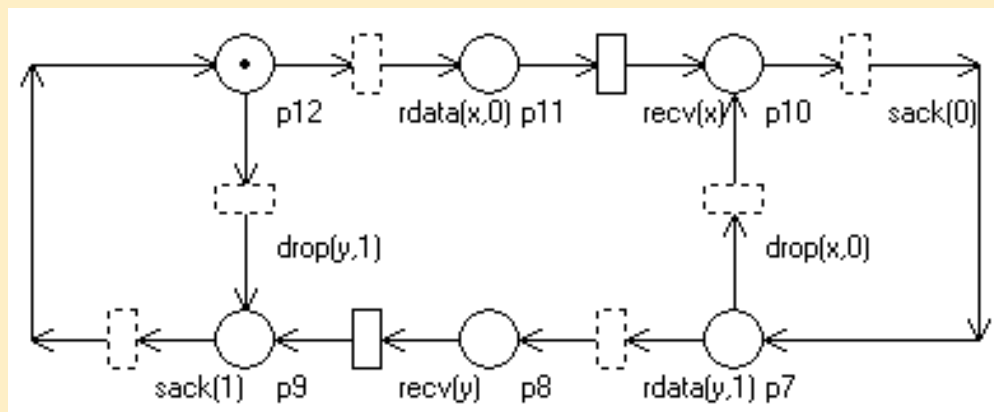 p12 rdata(x,0) p11 recv(x) p10 sack(0)
drop(y,1) drop(x,0)
sack(1) p9 recv(y) p8 rdata(y,1) p7